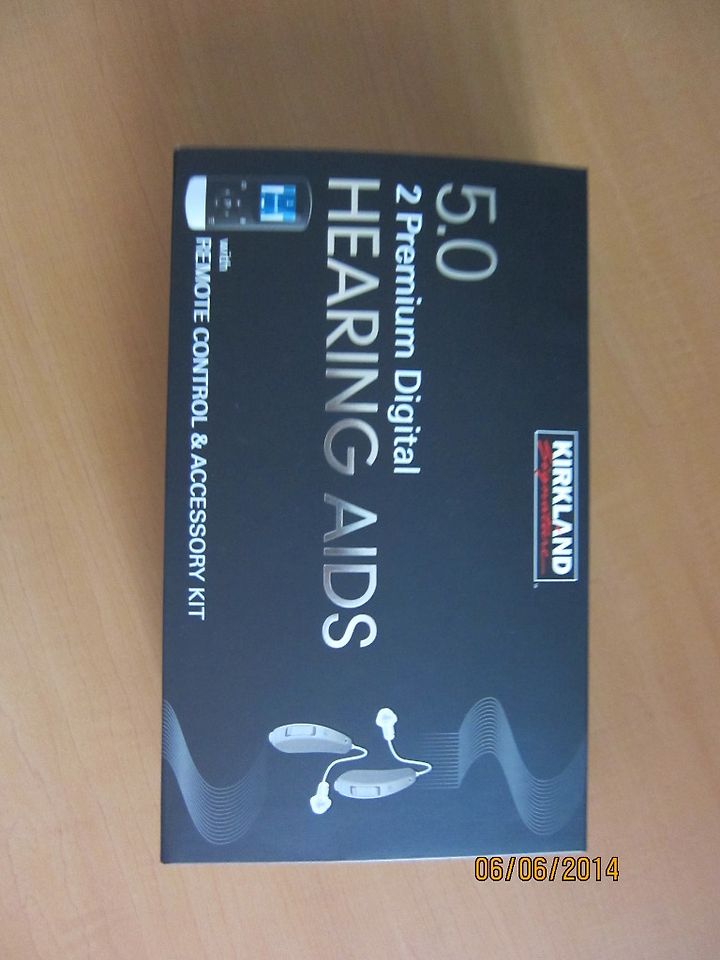 KIRKLAND
Signature
5.0
2 Premium Digital
HEARING AIDS
with
REMOTE CONTROL & ACCESSORY KIT
06/06/2014